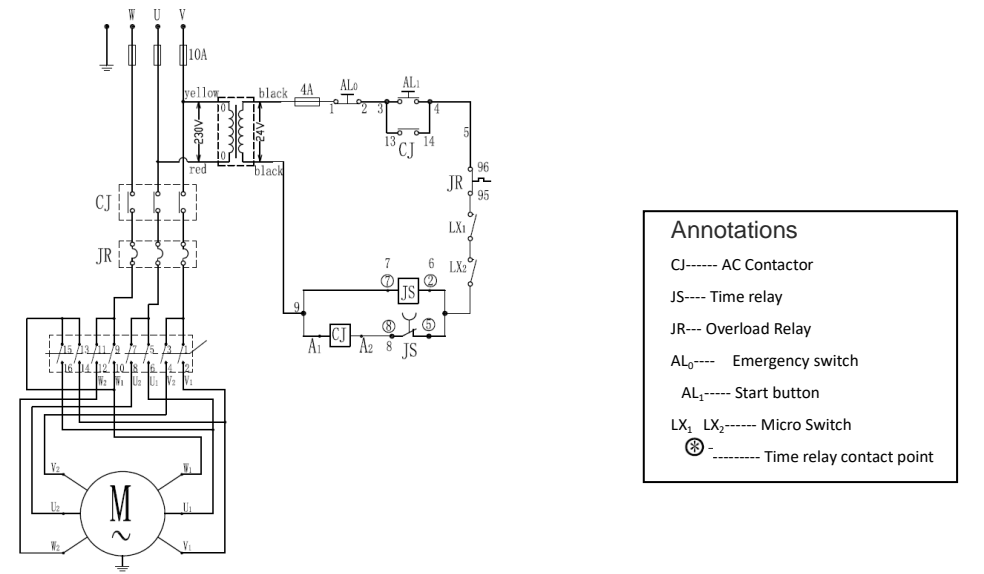 W U V
10A
yellow
black
4A
AL₀
AL₁
0
1
2
3
4
230V
24V
13
14
CJ
5
0
red
black
96
JR
95
CJ
LX₁
JR
LX₂
7
6
⑦
JS
②
9
⑧
⑤
CJ
A₁
A₂
8
JS
15 13 11 9 7 5 3 1
16 14 12 10 8 6 4 2
W₂ W₁ U₂ U₁ V₂ V₁
V₂
W₁
M
U₂
U₁
~
W₂
V₁
Annotations
CJ------ AC Contactor
JS---- Time relay
JR--- Overload Relay
AL₀---- Emergency switch
AL₁----- Start button
LX₁ LX₂------ Micro Switch
⊛ - --------- Time relay contact point